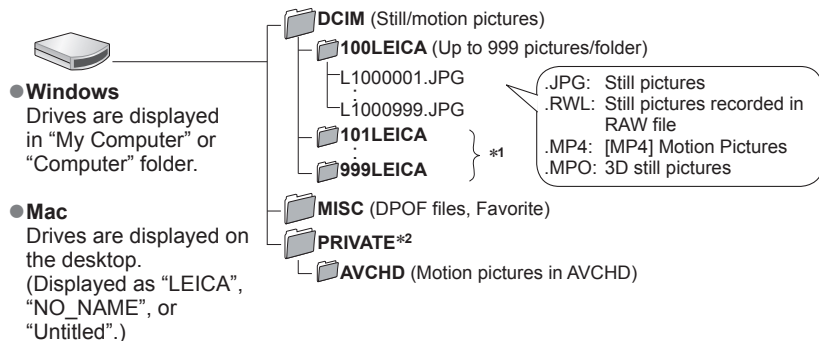 ●Windows
Drives are displayed
in “My Computer” or
“Computer” folder.
●Mac
Drives are displayed on
the desktop.
(Displayed as “LEICA”,
“NO_NAME”, or
“Untitled”.)
DCIM (Still/motion pictures)
100LEICA (Up to 999 pictures/folder)
L1000001.JPG
L1000999.JPG
101LEICA
999LEICA
*1
MISC (DPOF files, Favorite)
PRIVATE*2
AVCHD (Motion pictures in AVCHD)
.JPG: Still pictures
.RWL: Still pictures recorded in
RAW file
.MP4: [MP4] Motion Pictures
.MPO: 3D still pictures